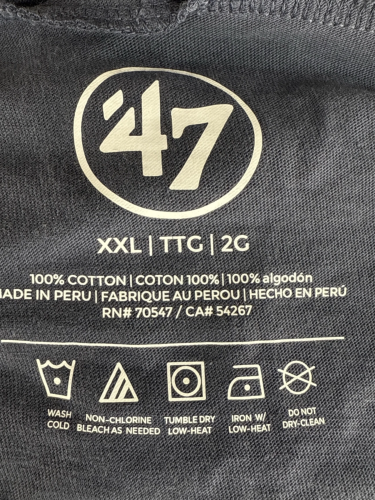 '47
XXL | TTG | 2G
100% COTTON | COTON 100% | 100% algodón
MADE IN PERU | FABRIQUE AU PEROU | HECHO EN PERÚ
RN# 70547 / CA# 54267
WASH COLD
NON-CHLORINE BLEACH AS NEEDED
TUMBLE DRY LOW-HEAT
IRON W/ LOW-HEAT
DO NOT DRY-CLEAN